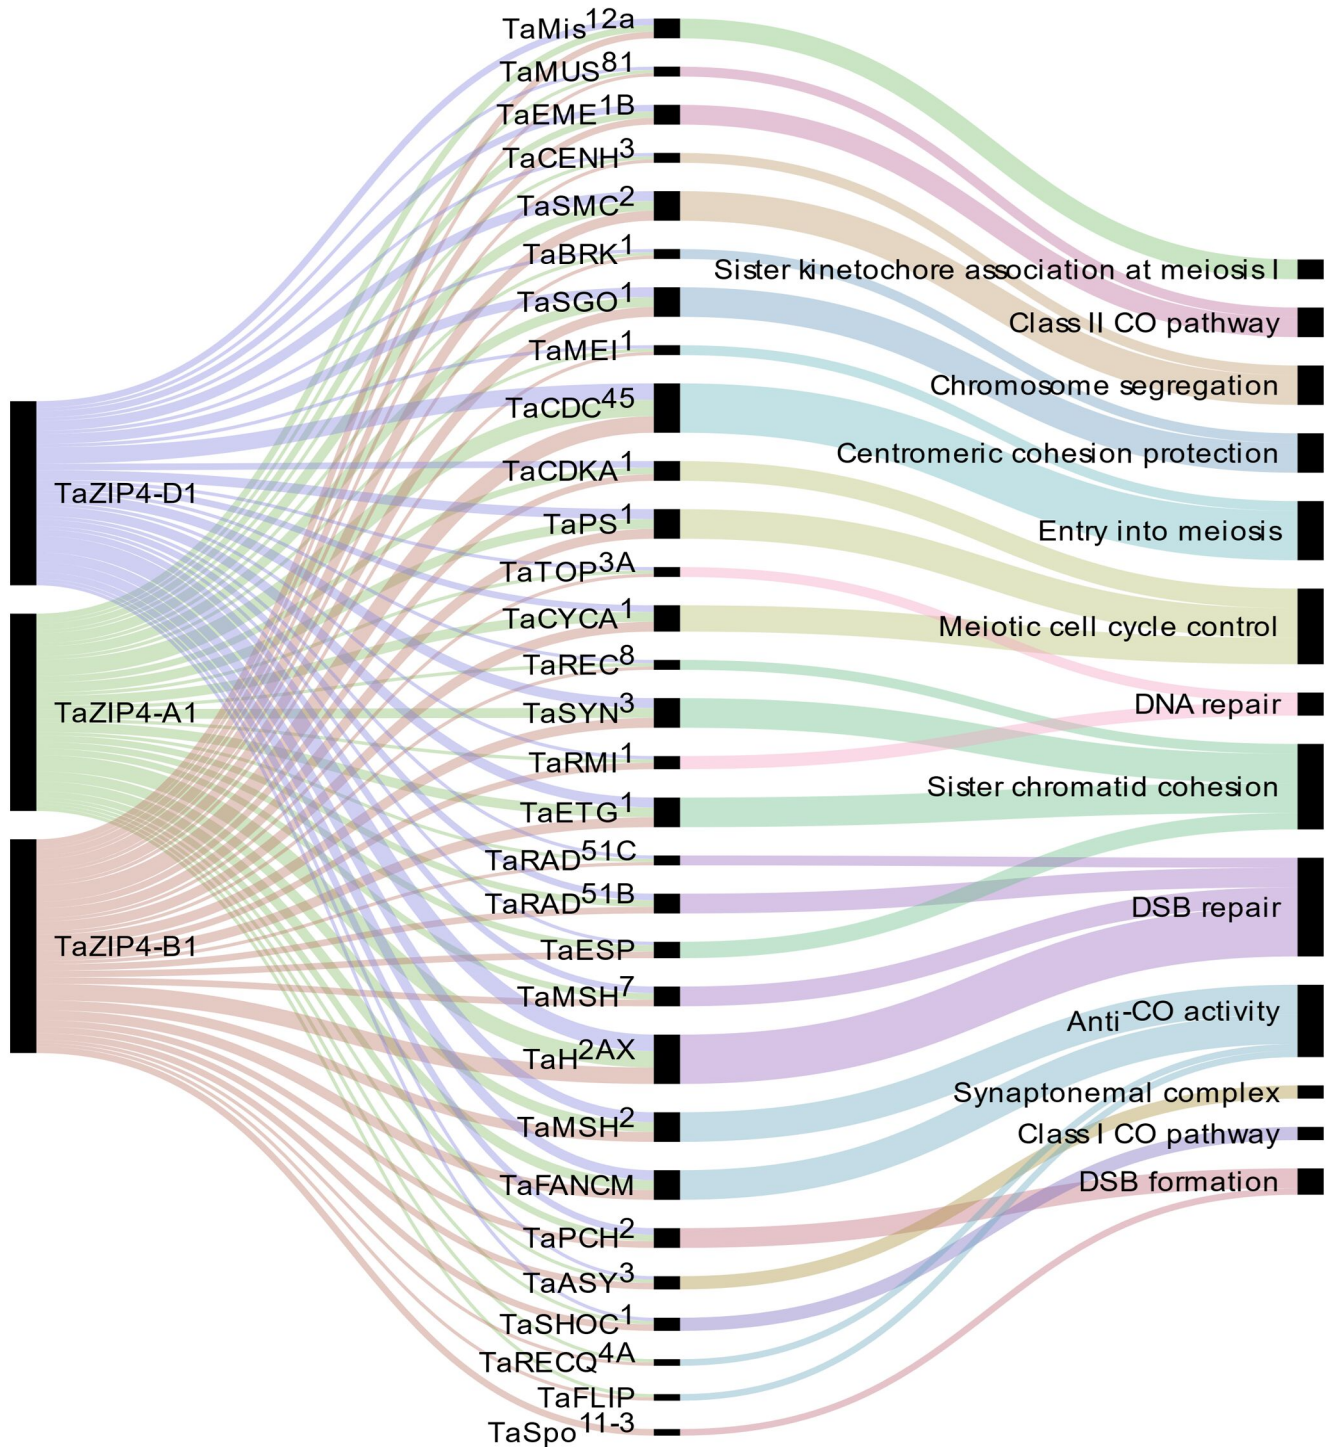 TaZIP4-D1
TaZIP4-A1
TaZIP4-B1
TaMis12a
TaMUS81
TaEME1B
TaCENH3
TaSMC2
TaBRK1
TaSGO1
TaMEI1
TaCDC45
TaCDKA1
TaPS1
TaTOP3A
TaCYCA1
TaREC8
TaSYN3
TaRMI1
TaETG1
TaRAD51C
TaRAD51B
TaESP
TaMSH7
TaH2AX
TaMSH2
TaFANCM
TaPCH2
TaASY3
TaSHOC1
TaRECQ4A
TaFLIP
TaSpo11-3
Sister kinetochore association at meiosis I
Class II CO pathway
Chromosome segregation
Centromeric cohesion protection
Entry into meiosis
Meiotic cell cycle control
DNA repair
Sister chromatid cohesion
DSB repair
Anti-CO activity
Synaptonemal complex
Class I CO pathway
DSB formation